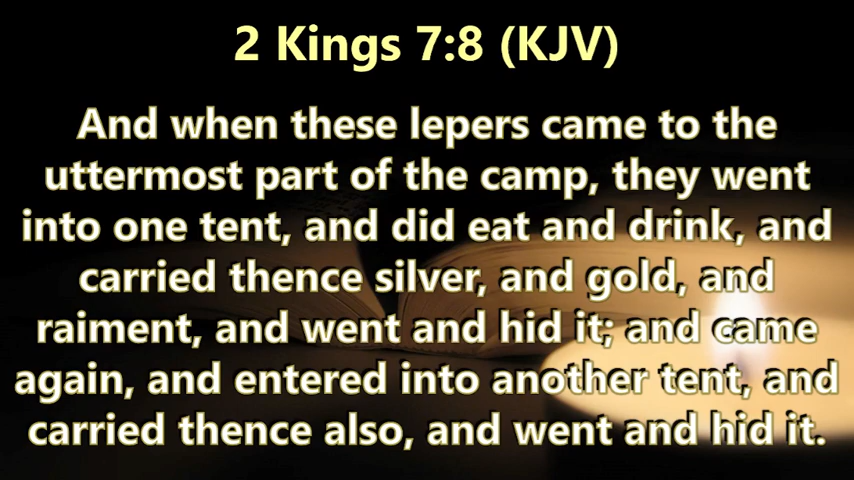 2 Kings 7:8 (KJV)
And when these lepers came to the
uttermost part of the camp, they went
into one tent, and did eat and drink, and
carried thence silver, and gold, and
raiment, and went and hid it; and came
again, and entered into another tent, and
carried thence also, and went and hid it.